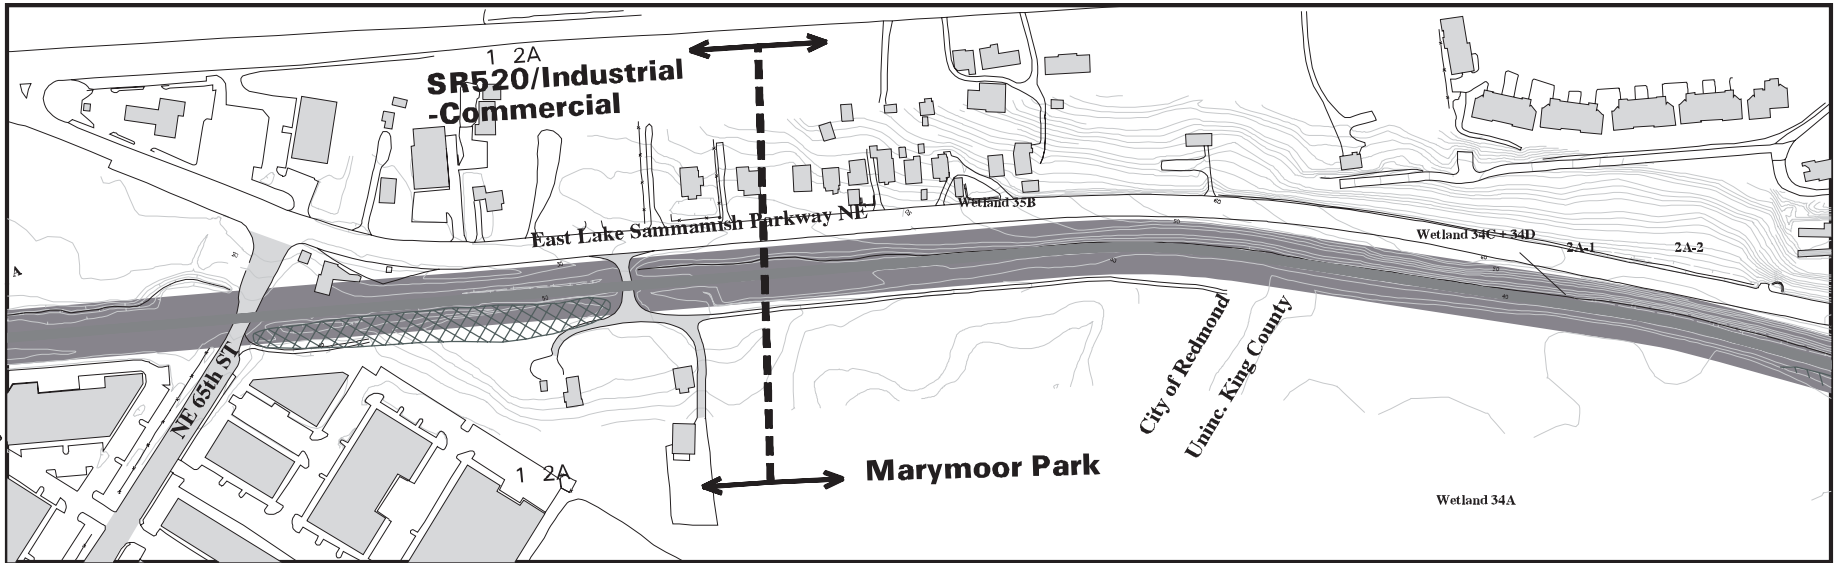 1 2A
SR520/Industrial
-Commercial
East Lake Sammamish Parkway NE
Wetland 35B
Wetland 34C + 34D
2A-1
2A-2
A
NE 65th ST
City of Redmond
Uninc. King County
1 2A
Marymoor Park
Wetland 34A